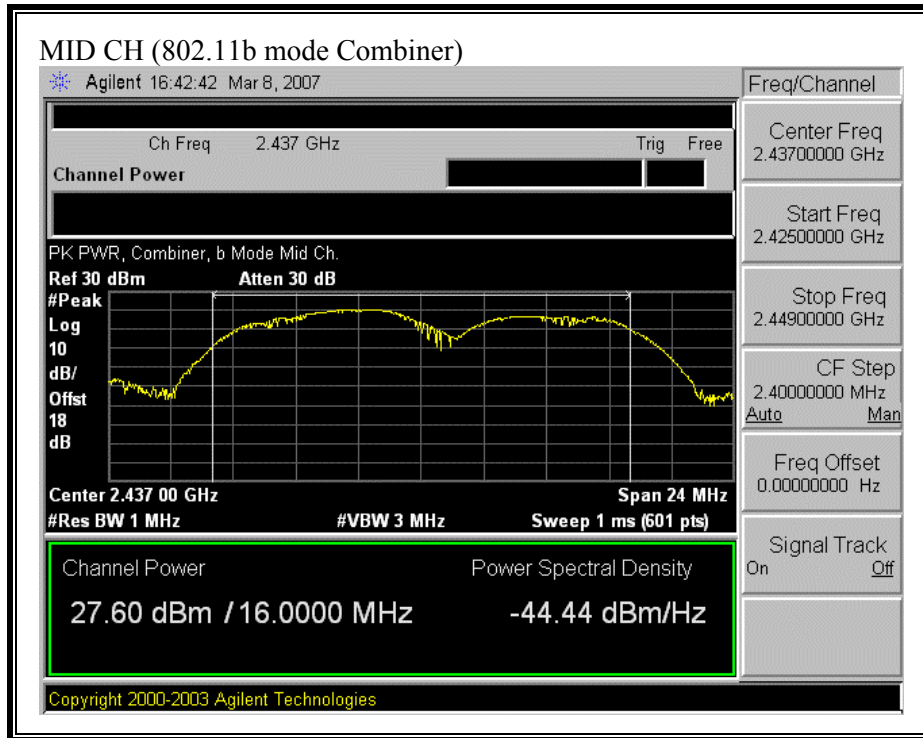 MID CH (802.11b mode Combiner)
Agilent 16:42:42 Mar 8, 2007
Freq/Channel
Ch Freq 2.437 GHz Trig Free
Channel Power
Center Freq
2.43700000 GHz
Start Freq
2.42500000 GHz
Stop Freq
2.44900000 GHz
CF Step
2.40000000 MHz
Auto Man
Freq Offset
0.00000000 Hz
Signal Track
On Off
PK PWR, Combiner, b Mode Mid Ch.
Ref 30 dBm Atten 30 dB
#Peak
Log
10
dB/
Offst
18
dB
Center 2.437 00 GHz Span 24 MHz
#Res BW 1 MHz #VBW 3 MHz Sweep 1 ms (601 pts)
Channel Power Power Spectral Density
27.60 dBm / 16.0000 MHz -44.44 dBm/Hz
Copyright 2000-2003 Agilent Technologies